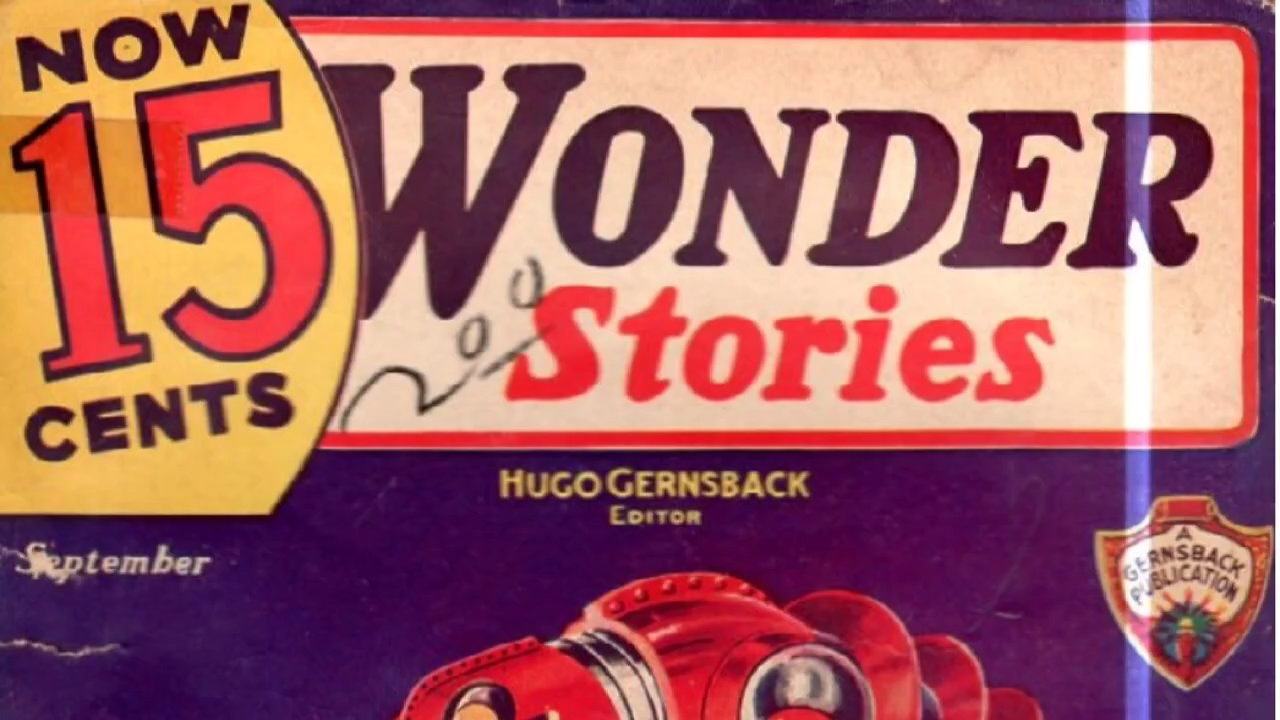 NOW
15
CENTS
WONDER
Stories
HUGO GERNSBACK
EDITOR
September
A
GERNSBACK
PUBLICATION